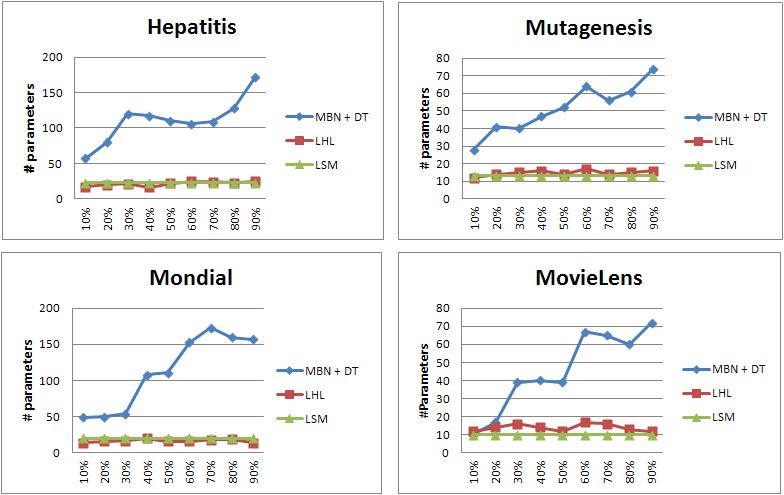 Hepatitis
# parameters
200
150
100
50
0
10% 20% 30% 40% 50% 60% 70% 80% 90%
MBN + DT
LHL
LSM
Mutagenesis
# parameters
80
70
60
50
40
30
20
10
0
10% 20% 30% 40% 50% 60% 70% 80% 90%
MBN + DT
LHL
LSM
Mondial
# parameters
200
150
100
50
0
10% 20% 30% 40% 50% 60% 70% 80% 90%
MBN + DT
LHL
LSM
MovieLens
#Parameters
80
70
60
50
40
30
20
10
0
10% 20% 30% 40% 50% 60% 70% 80% 90%
MBN + DT
LHL
LSM